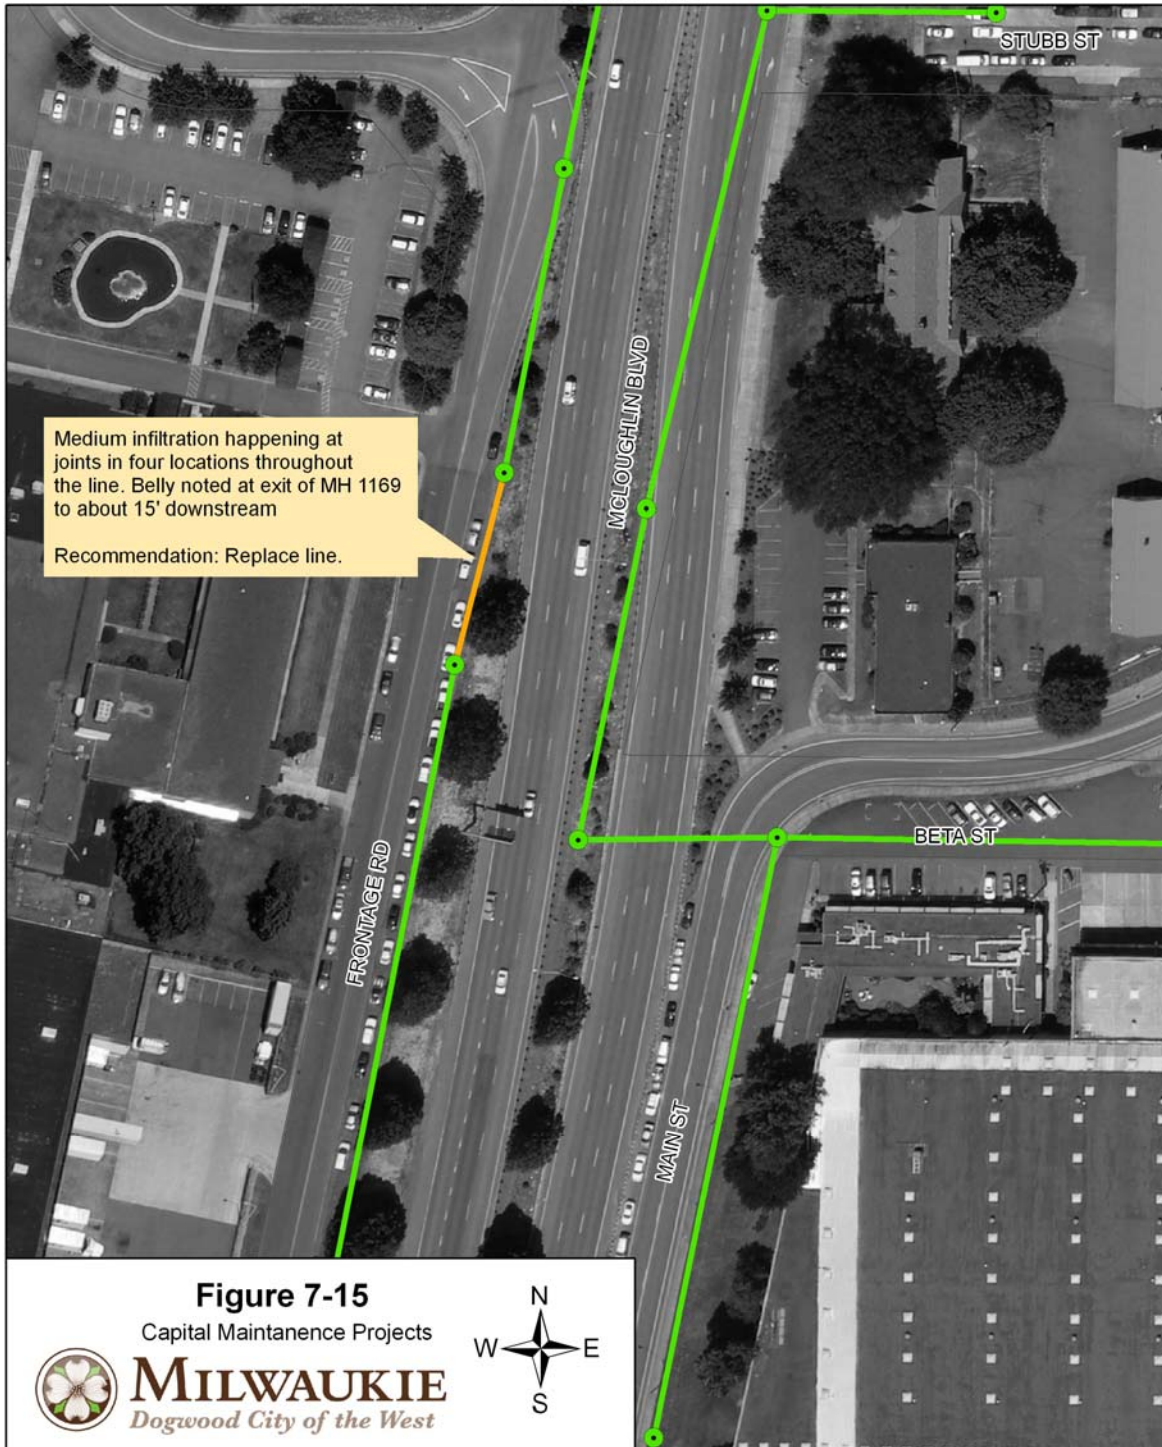 STUBB ST
MCLOUGHLIN BLVD
Medium infiltration happening at
joints in four locations throughout
the line. Belly noted at exit of MH 1169
to about 15' downstream
Recommendation: Replace line.
BETA ST
FRONTAGE RD
MAIN ST
Figure 7-15
Capital Maintanence Projects
MILWAUKIE
Dogwood City of the West
N
W
E
S